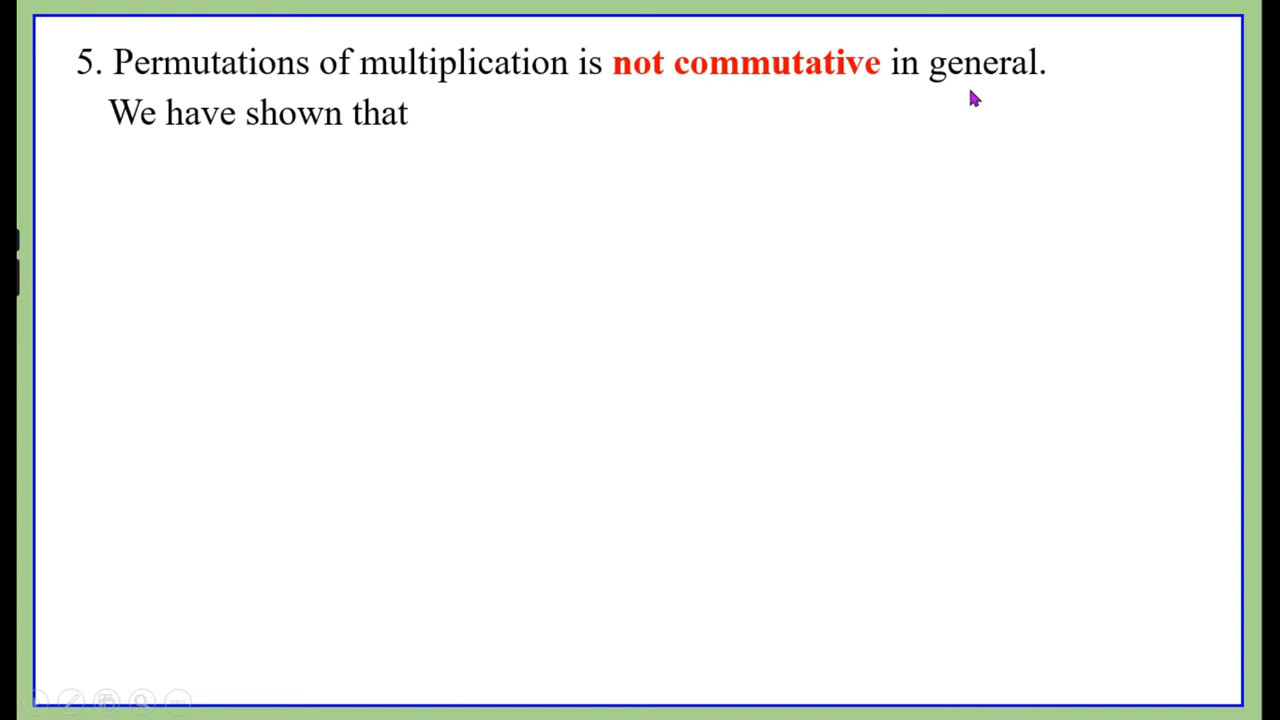 5. Permutations of multiplication is not commutative in general.
We have shown that